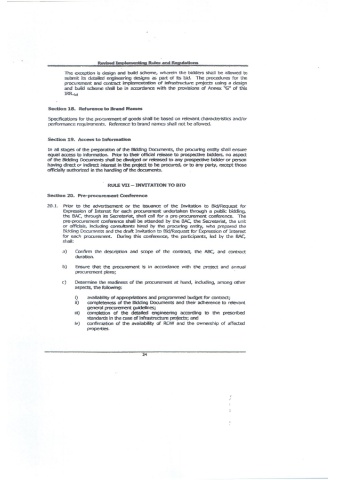 Revised Implementing Rules and Regulations
The exception is design and build scheme, wherein the bidders shall be allowed to
submit its detailed engineering designs as part of its bid. The procedures for the
procurement and contract implementation of infrastructure projects using a design
and build scheme shall be in accordance with the provisions of Annex "G" of this
IRR.
Section 18. Reference to Brand Names
Specifications for the procurement of goods shall be based on relevant characteristics and/or
performance requirements. Reference to brand names shall not be allowed.
Section 19. Access to Information
In all stages of the preparation of the Bidding Documents, the procuring entity shall ensure
equal access to information. Prior to their official release to prospective bidders, no aspect
of the Bidding Documents shall be divulged or released to any prospective bidder or person
having direct or indirect interest in the project to be procured, or to any party, except those
officially authorized in the handling of the documents.
RULE VII – INVITATION TO BID
Section 20. Pre-procurement Conference
20.1. Prior to the advertisement or the issuance of the Invitation to Bid/Request for
Expression of Interest for each procurement undertaken through a public bidding,
the BAC, through its Secretariat, shall call for a pre-procurement conference. The
pre-procurement conference shall be attended by the BAC, the Secretariat, the unit
or officials, including consultants hired by the procuring entity, who prepared the
Bidding Documents and the draft Invitation to Bid/Request for Expression of Interest
for each procurement. During this conference, the participants, led by the BAC,
shall:
a) Confirm the description and scope of the contract, the ABC, and contract
duration.
b) Ensure that the procurement is in accordance with the project and annual
procurement plans;
c) Determine the readiness of the procurement at hand, including, among other
aspects, the following:
i) availability of appropriations and programmed budget for contract;
ii) completeness of the Bidding Documents and their adherence to relevant
general procurement guidelines;
iii) completion of the detailed engineering according to the prescribed
standards in the case of infrastructure projects; and
iv) confirmation of the availability of ROW and the ownership of affected
properties.
24